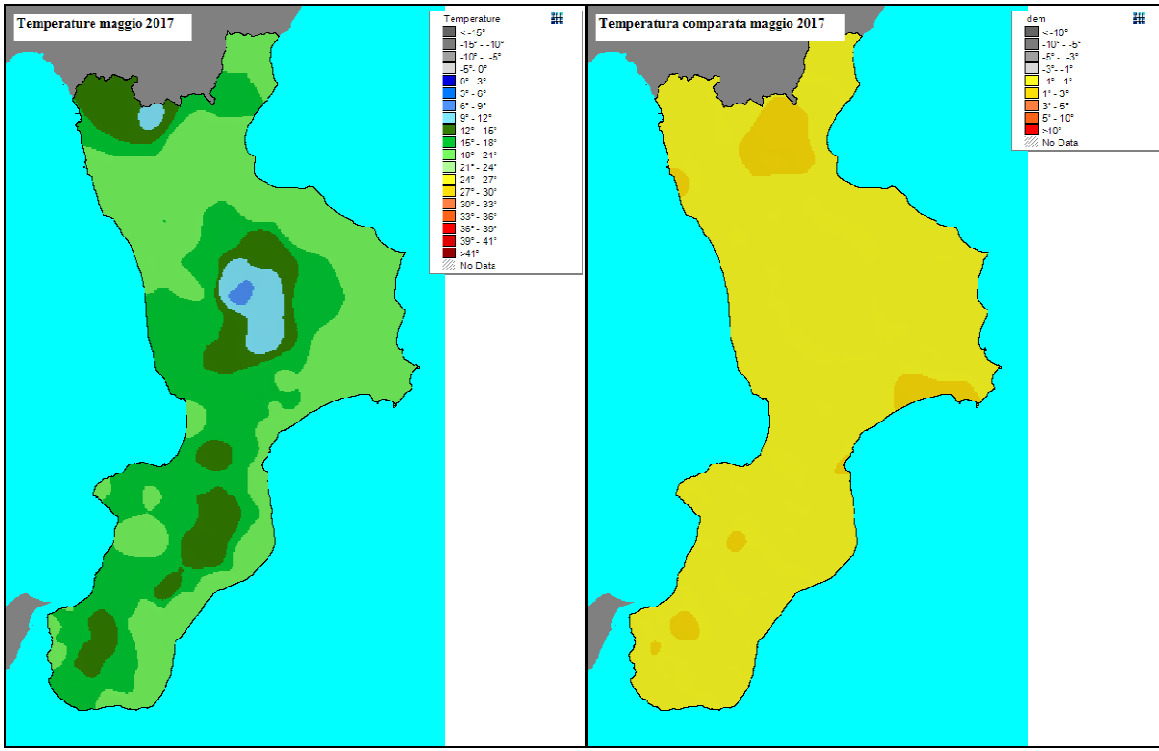 Temperature maggio 2017
Temperature
<-15°
-15° - -10°
-10° - -5°
-5°- 0°
0°- 3°
3° - 6°
6° - 9°
9° - 12°
12° - 15°
15° - 18°
18° - 21°
21° - 24°
24° 27°
27° - 30°
30° - 33°
33° - 36°
36° - 39°
39° - 41°
>41°
No Data
Temperatura comparata maggio 2017
dem
<-10°
-10° - -5°
-5° - -3°
-3° - -1°
-1° - 1°
1° - 3°
3° - 5°
5° - 10°
>10°
No Data